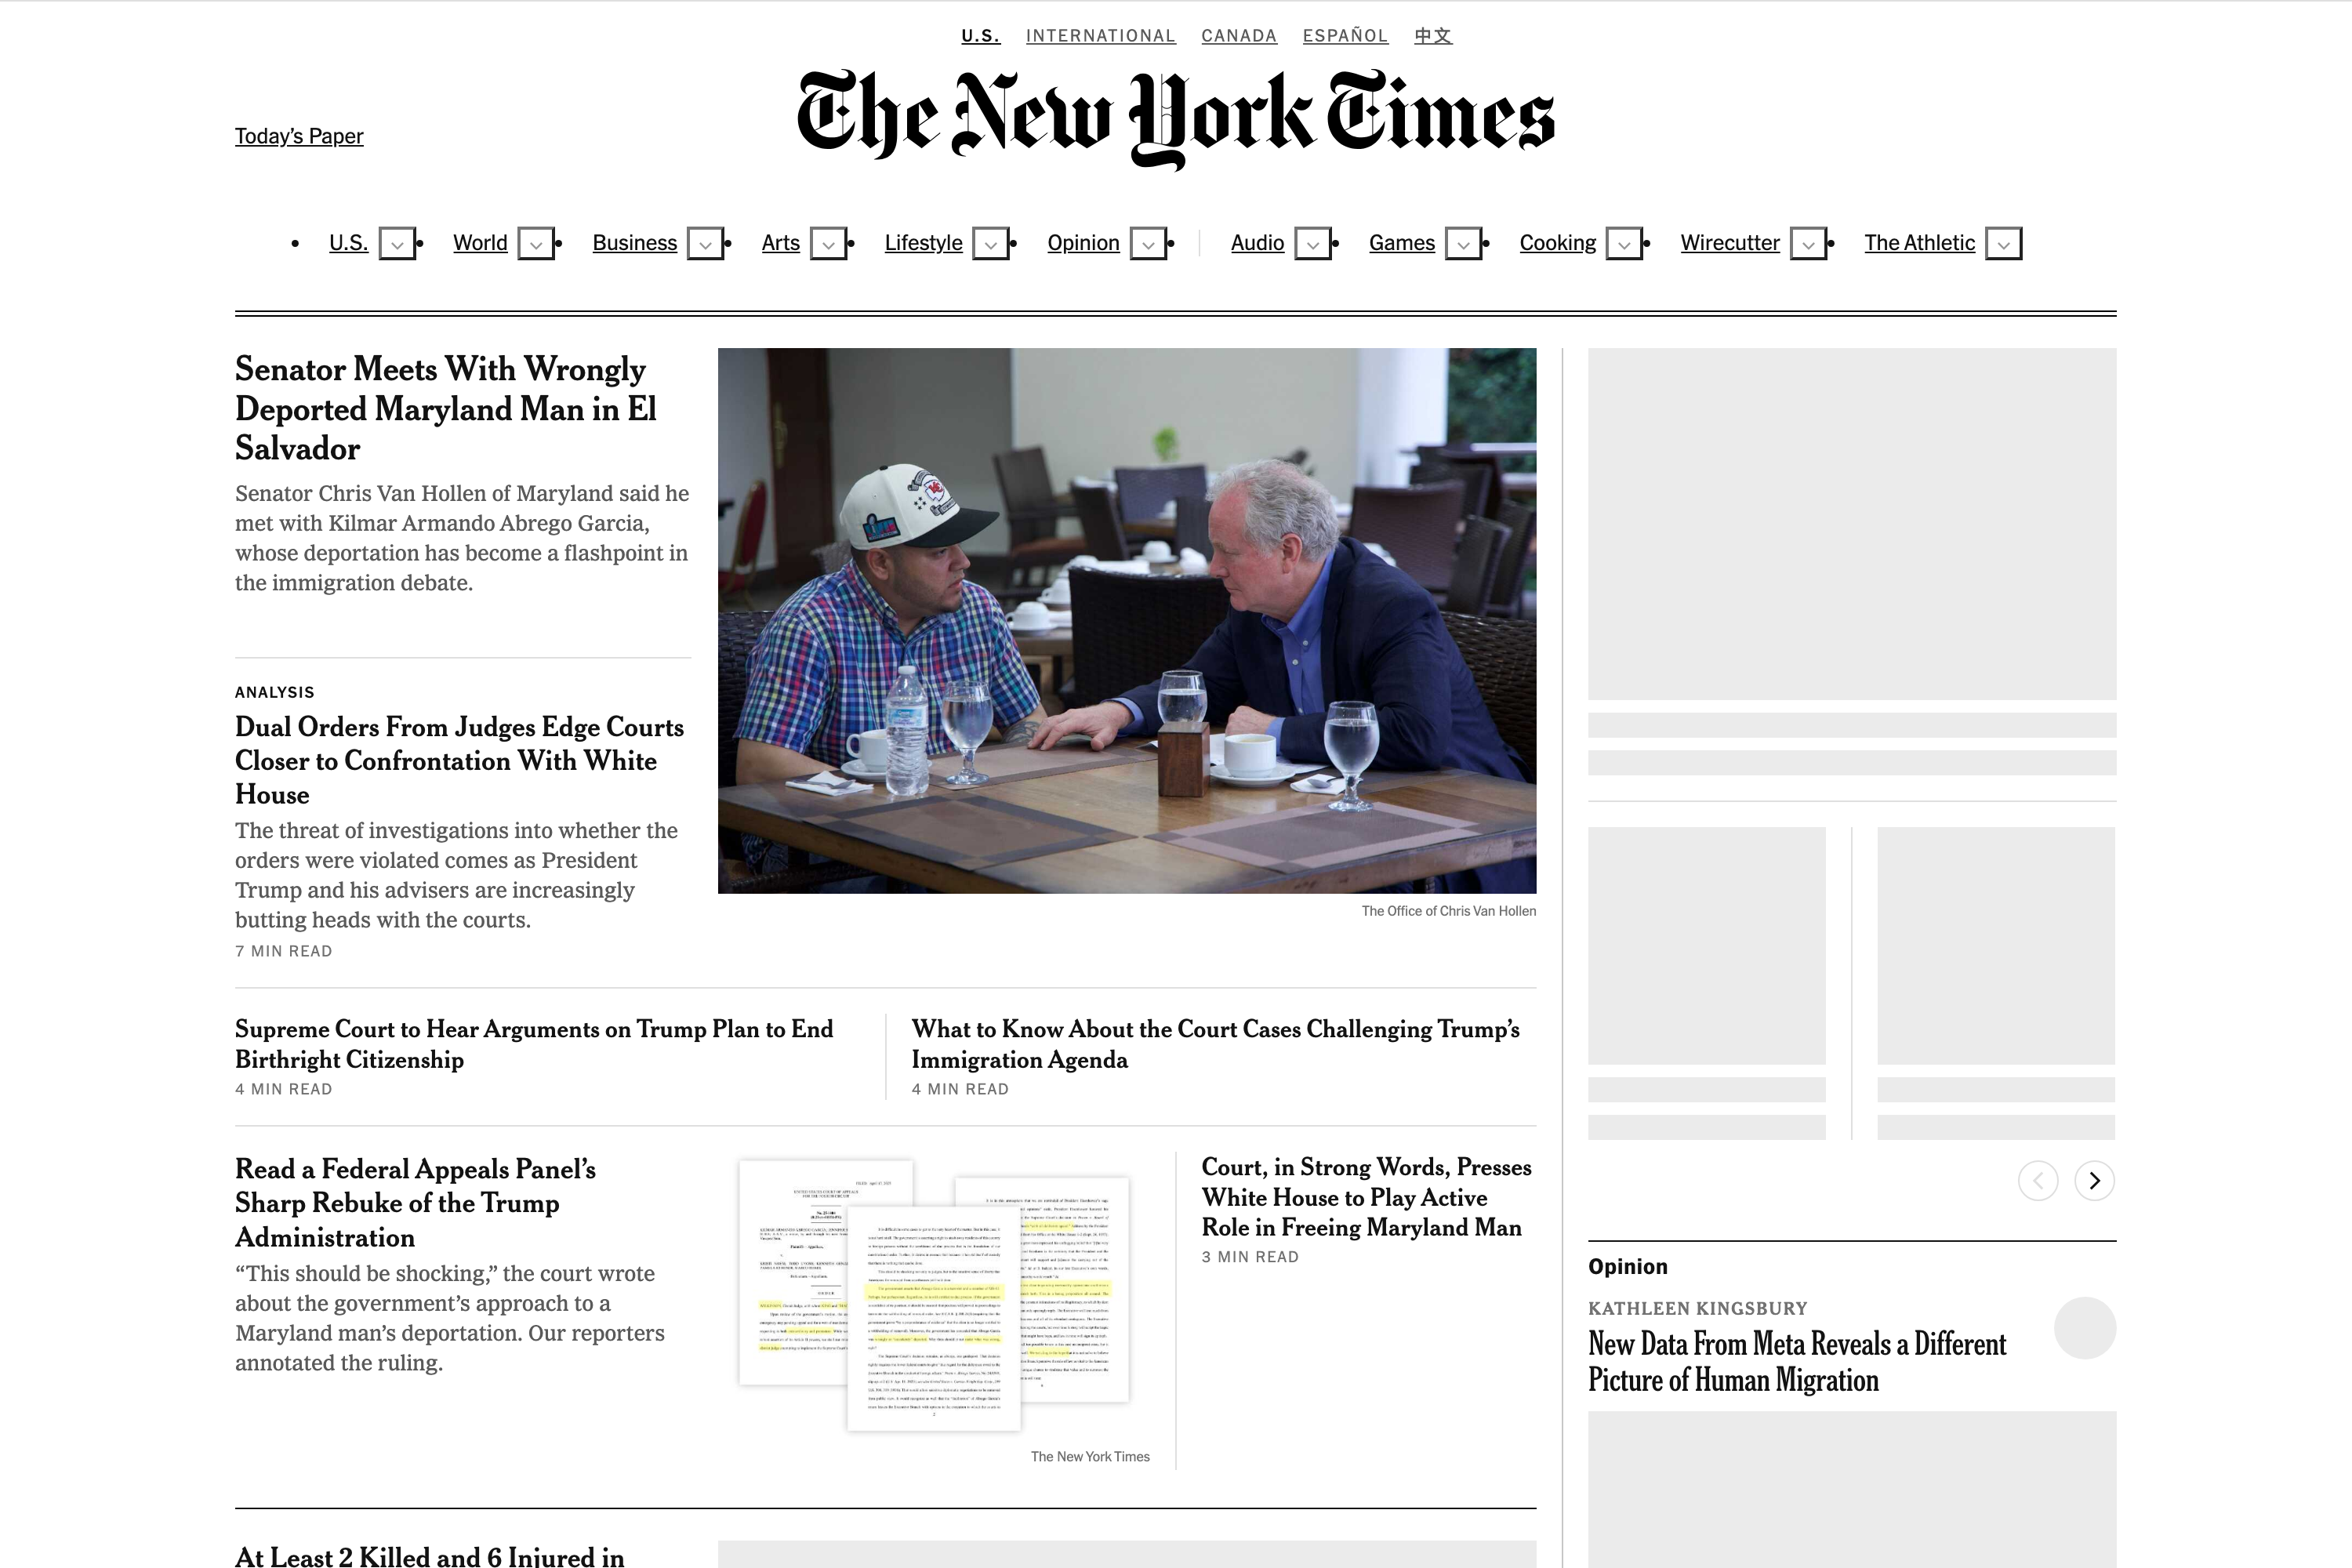 U.S. INTERNATIONAL CANADA ESPAÑOL 中文
The New York Times
Today’s Paper
U.S. World Business Arts Lifestyle Opinion Audio Games Cooking Wirecutter The Athletic
Senator Meets With Wrongly
Deported Maryland Man in El
Salvador
Senator Chris Van Hollen of Maryland said he
met with Kilmar Armando Abrego Garcia,
whose deportation has become a flashpoint in
the immigration debate.
The Office of Chris Van Hollen
ANALYSIS
Dual Orders From Judges Edge Courts
Closer to Confrontation With White
House
The threat of investigations into whether the
orders were violated comes as President
Trump and his advisers are increasingly
butting heads with the courts.
7 MIN READ
Supreme Court to Hear Arguments on Trump Plan to End
Birthright Citizenship
4 MIN READ
What to Know About the Court Cases Challenging Trump’s
Immigration Agenda
4 MIN READ
Read a Federal Appeals Panel’s
Sharp Rebuke of the Trump
Administration
“This should be shocking,” the court wrote
about the government’s approach to a
Maryland man’s deportation. Our reporters
annotated the ruling.
The New York Times
Court, in Strong Words, Presses
White House to Play Active
Role in Freeing Maryland Man
3 MIN READ
At Least 2 Killed and 6 Injured in
Opinion
KATHLEEN KINGSBURY
New Data From Meta Reveals a Different
Picture of Human Migration